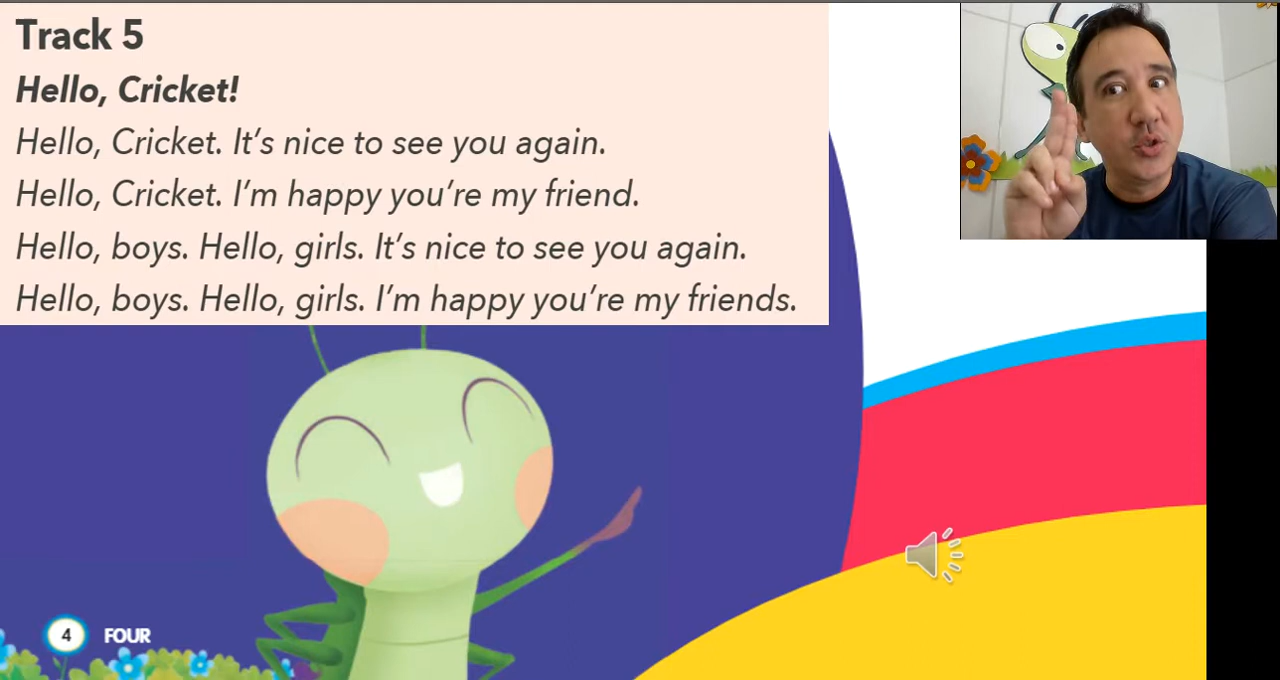 Track 5
Hello, Cricket!
Hello, Cricket. It's nice to see you again.
Hello, Cricket. I'm happy you're my friend.
Hello, boys. Hello, girls. It's nice to see you again.
Hello, boys. Hello, girls. I'm happy you're my friends.
4 FOUR